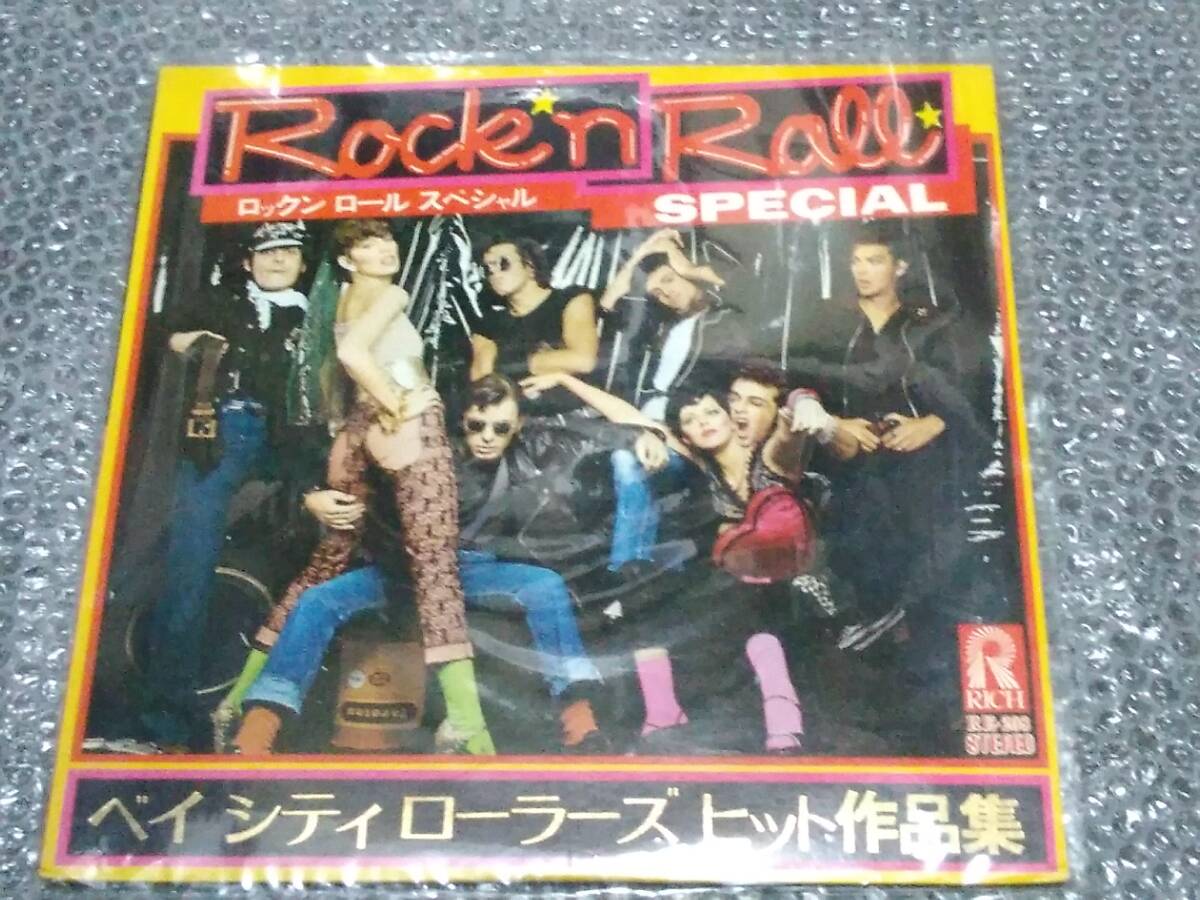 Rock'n Roll
ロックン ロール スペシャル
SPECIAL
RICH
STEREO
ベイ シティ ローラーズ ヒット作品集